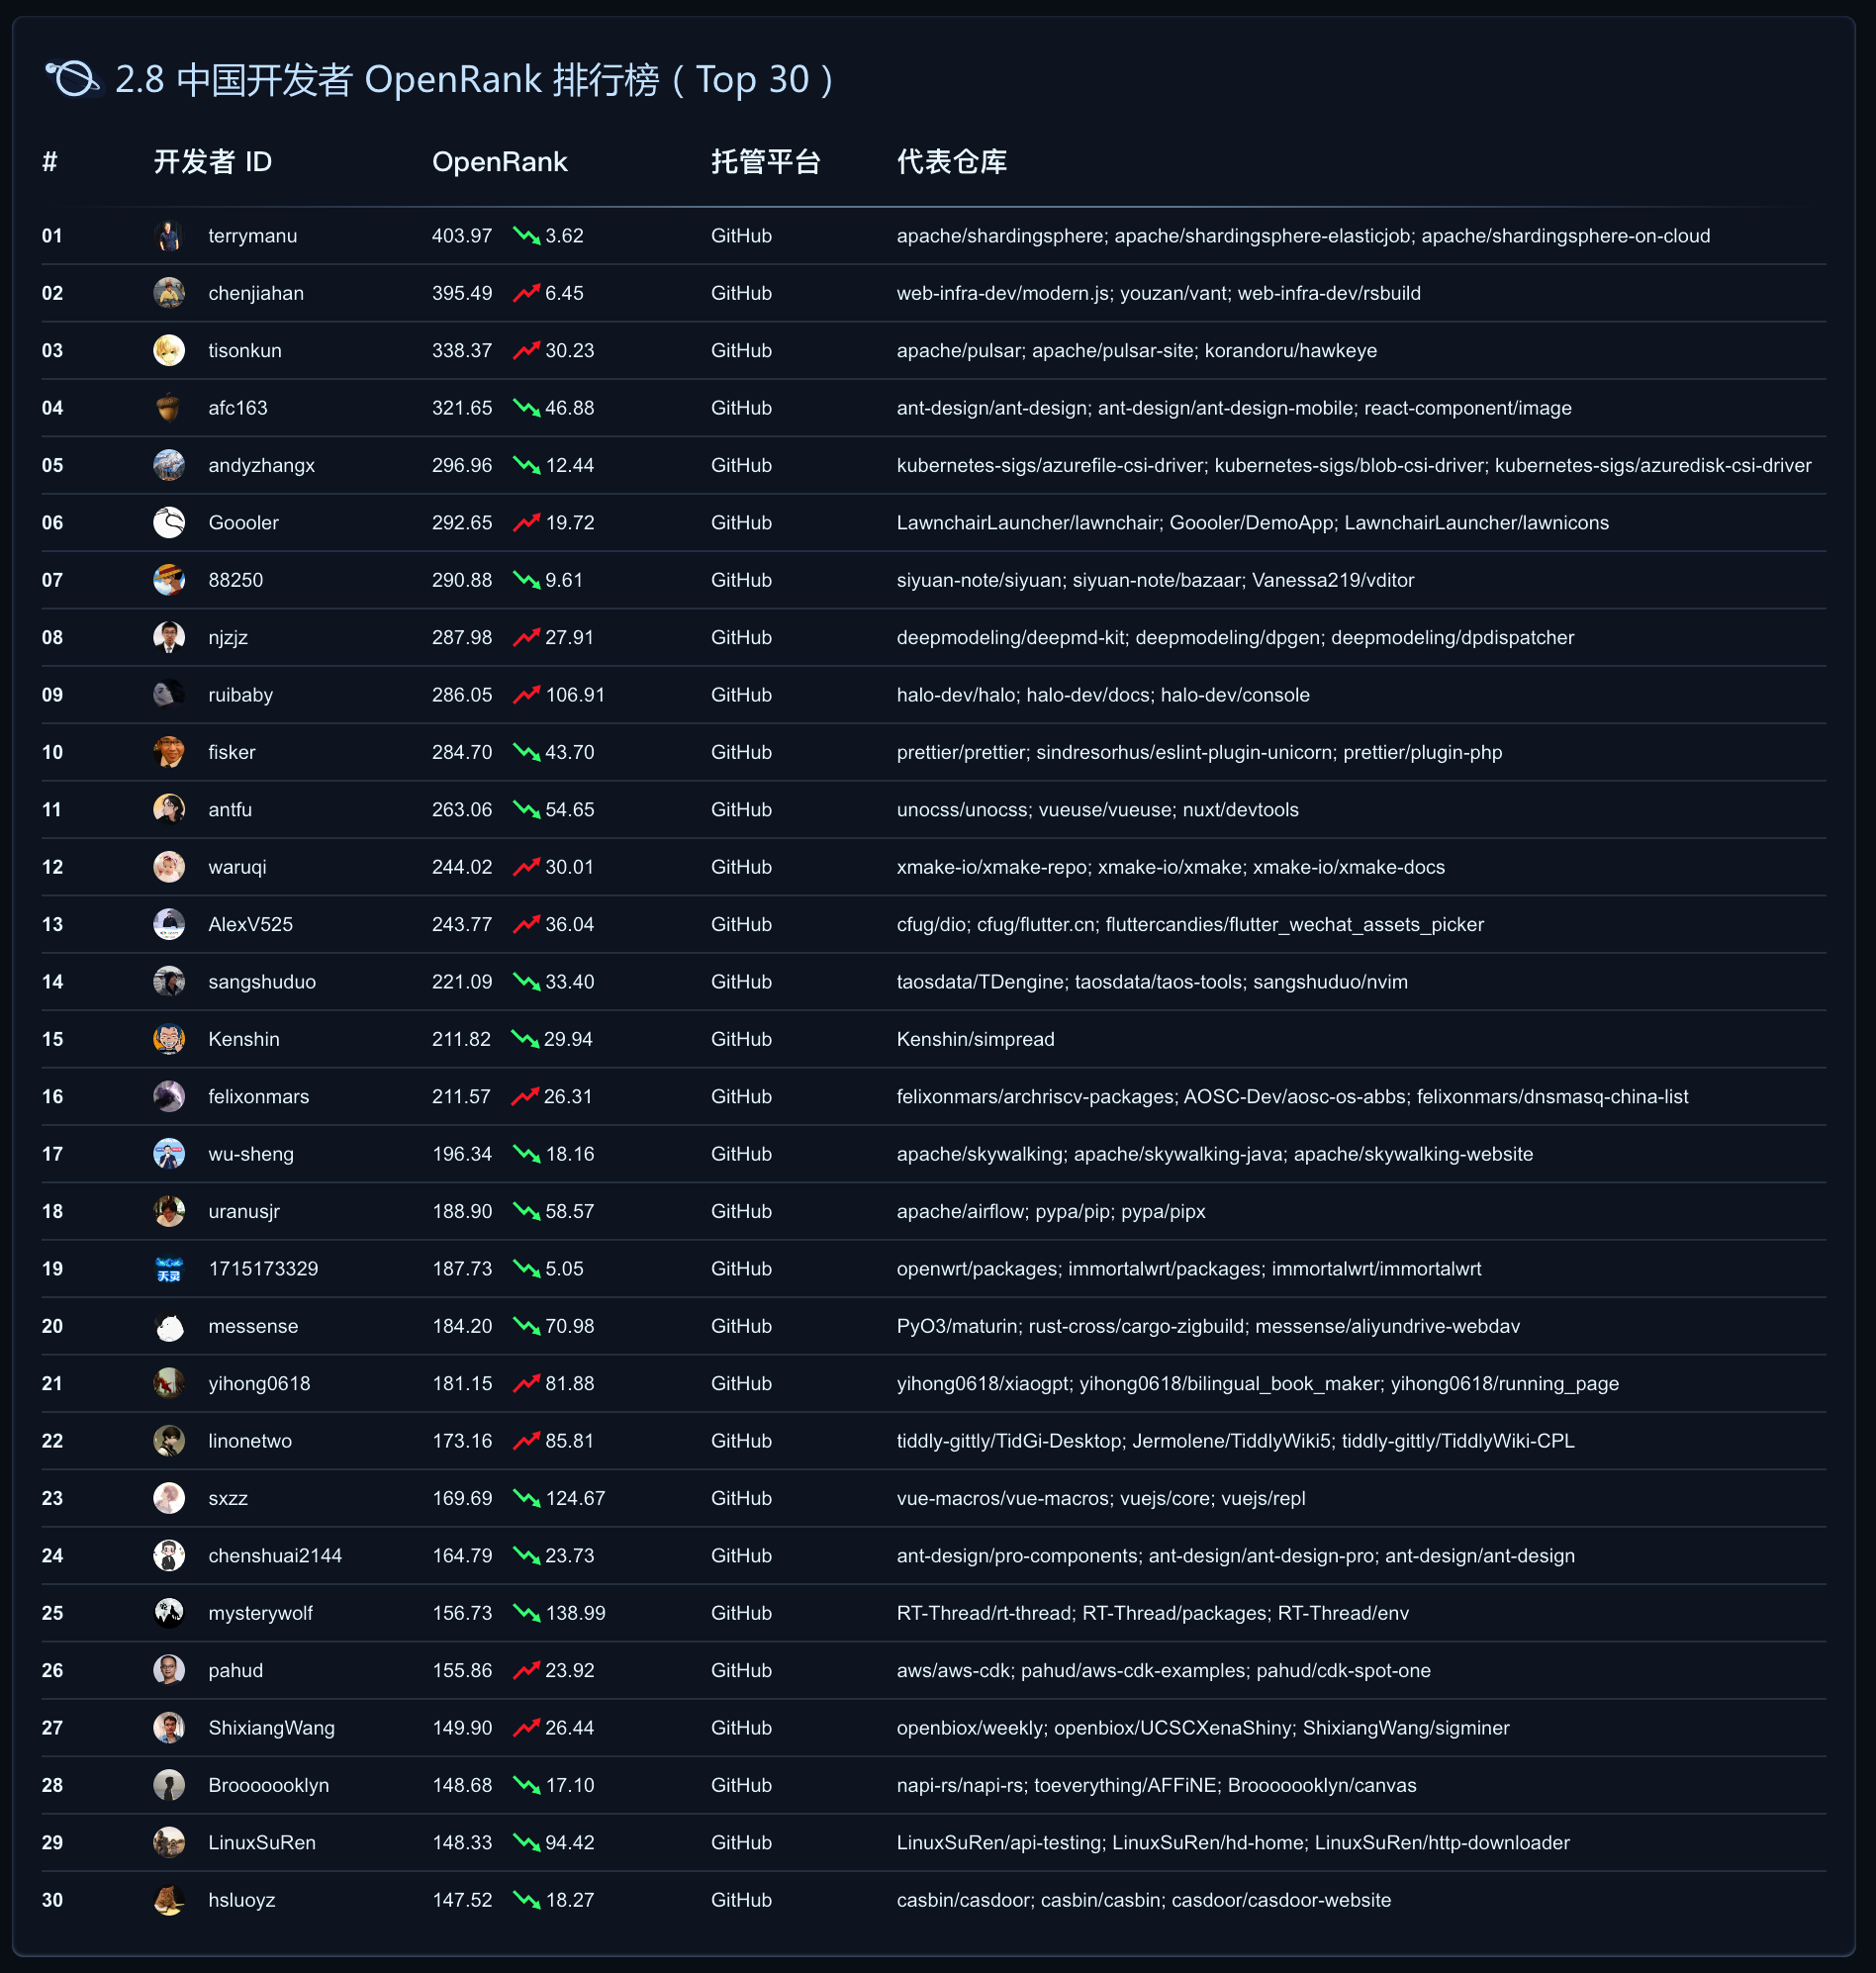 2.8 中国开发者 OpenRank 排行榜（Top 30）
# 开发者 ID OpenRank 托管平台 代表仓库
01 terrymanu 403.97 3.62 GitHub apache/shardingsphere; apache/shardingsphere-elasticjob; apache/shardingsphere-on-cloud
02 chenjiahan 395.49 6.45 GitHub web-infra-dev/modern.js; youzan/vant; web-infra-dev/rsbuild
03 tisonkun 338.37 30.23 GitHub apache/pulsar; apache/pulsar-site; korandoru/hawkeye
04 afc163 321.65 46.88 GitHub ant-design/ant-design; ant-design/ant-design-mobile; react-component/image
05 andyzhangx 296.96 12.44 GitHub kubernetes-sigs/azurefile-csi-driver; kubernetes-sigs/blob-csi-driver; kubernetes-sigs/azuredisk-csi-driver
06 Goooler 292.65 19.72 GitHub LawnchairLauncher/lawnchair; Goooler/DemoApp; LawnchairLauncher/lawnicons
07 88250 290.88 9.61 GitHub siyuan-note/siyuan; siyuan-note/bazaar; Vanessa219/vditor
08 njzjz 287.98 27.91 GitHub deepmodeling/deepmd-kit; deepmodeling/dpgen; deepmodeling/dpdispatcher
09 ruibaby 286.05 106.91 GitHub halo-dev/halo; halo-dev/docs; halo-dev/console
10 fisker 284.70 43.70 GitHub prettier/prettier; sindresorhus/eslint-plugin-unicorn; prettier/plugin-php
11 antfu 263.06 54.65 GitHub unocss/unocss; vueuse/vueuse; nuxt/devtools
12 waruqi 244.02 30.01 GitHub xmake-io/xmake-repo; xmake-io/xmake; xmake-io/xmake-docs
13 AlexV525 243.77 36.04 GitHub cfug/dio; cfug/flutter.cn; fluttercandies/flutter_wechat_assets_picker
14 sangshuduo 221.09 33.40 GitHub taosdata/TDengine; taosdata/taos-tools; sangshuduo/nvim
15 Kenshin 211.82 29.94 GitHub Kenshin/simpread
16 felixonmars 211.57 26.31 GitHub felixonmars/archriscv-packages; AOSC-Dev/aosc-os-abbs; felixonmars/dnsmasq-china-list
17 wu-sheng 196.34 18.16 GitHub apache/skywalking; apache/skywalking-java; apache/skywalking-website
18 uranusjr 188.90 58.57 GitHub apache/airflow; pypa/pip; pypa/pipx
19 天灵 1715173329 187.73 5.05 GitHub openwrt/packages; immortalwrt/packages; immortalwrt/immortalwrt
20 messense 184.20 70.98 GitHub PyO3/maturin; rust-cross/cargo-zigbuild; messense/aliyundrive-webdav
21 yihong0618 181.15 81.88 GitHub yihong0618/xiaogpt; yihong0618/bilingual_book_maker; yihong0618/running_page
22 linonetwo 173.16 85.81 GitHub tiddly-gittly/TidGi-Desktop; Jermolene/TiddlyWiki5; tiddly-gittly/TiddlyWiki-CPL
23 sxzz 169.69 124.67 GitHub vue-macros/vue-macros; vuejs/core; vuejs/repl
24 chenshuai2144 164.79 23.73 GitHub ant-design/pro-components; ant-design/ant-design-pro; ant-design/ant-design
25 mysterywolf 156.73 138.99 GitHub RT-Thread/rt-thread; RT-Thread/packages; RT-Thread/env
26 pahud 155.86 23.92 GitHub aws/aws-cdk; pahud/aws-cdk-examples; pahud/cdk-spot-one
27 ShixiangWang 149.90 26.44 GitHub openbiox/weekly; openbiox/UCSCXenaShiny; ShixiangWang/sigminer
28 Brooooooklyn 148.68 17.10 GitHub napi-rs/napi-rs; toeverything/AFFiNE; Brooooooklyn/canvas
29 LinuxSuRen 148.33 94.42 GitHub LinuxSuRen/api-testing; LinuxSuRen/hd-home; LinuxSuRen/http-downloader
30 hsluoyz 147.52 18.27 GitHub casbin/casdoor; casbin/casbin; casdoor/casdoor-website